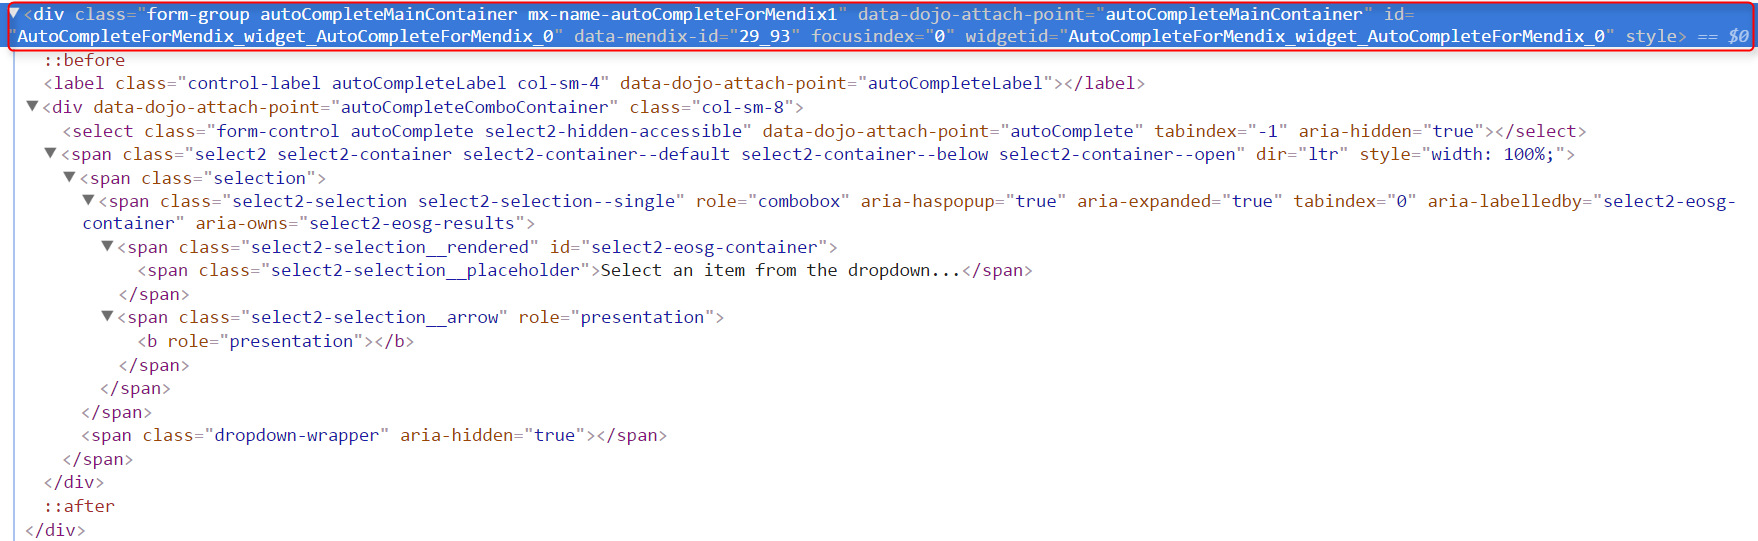 ▼<div class="form-group autoCompleteMainContainer mx-name-autoCompleteForMendix1" data-dojo-attach-point="autoCompleteMainContainer" id=
"AutoCompleteForMendix_widget_AutoCompleteForMendix_0" data-mendix-id="29_93" focusindex="0" widgetid="AutoCompleteForMendix_widget_AutoCompleteForMendix_0" style> == $0
::before
<label class="control-label autoCompleteLabel col-sm-4" data-dojo-attach-point="autoCompleteLabel"></label>
▼<div data-dojo-attach-point="autoCompleteComboContainer" class="col-sm-8">
<select class="form-control autoComplete select2-hidden-accessible" data-dojo-attach-point="autoComplete" tabindex="-1" aria-hidden="true"></select>
▼<span class="select2 select2-container select2-container--default select2-container--below select2-container--open" dir="ltr" style="width: 100%;">
▼<span class="selection">
▼<span class="select2-selection select2-selection--single" role="combobox" aria-haspopup="true" aria-expanded="true" tabindex="0" aria-labelledby="select2-eosg-
container" aria-owns="select2-eosg-results">
▼<span class="select2-selection__rendered" id="select2-eosg-container">
<span class="select2-selection__placeholder">Select an item from the dropdown...</span>
</span>
▼<span class="select2-selection__arrow" role="presentation">
<b role="presentation"></b>
</span>
</span>
</span>
<span class="dropdown-wrapper" aria-hidden="true"></span>
</span>
</div>
::after
</div>